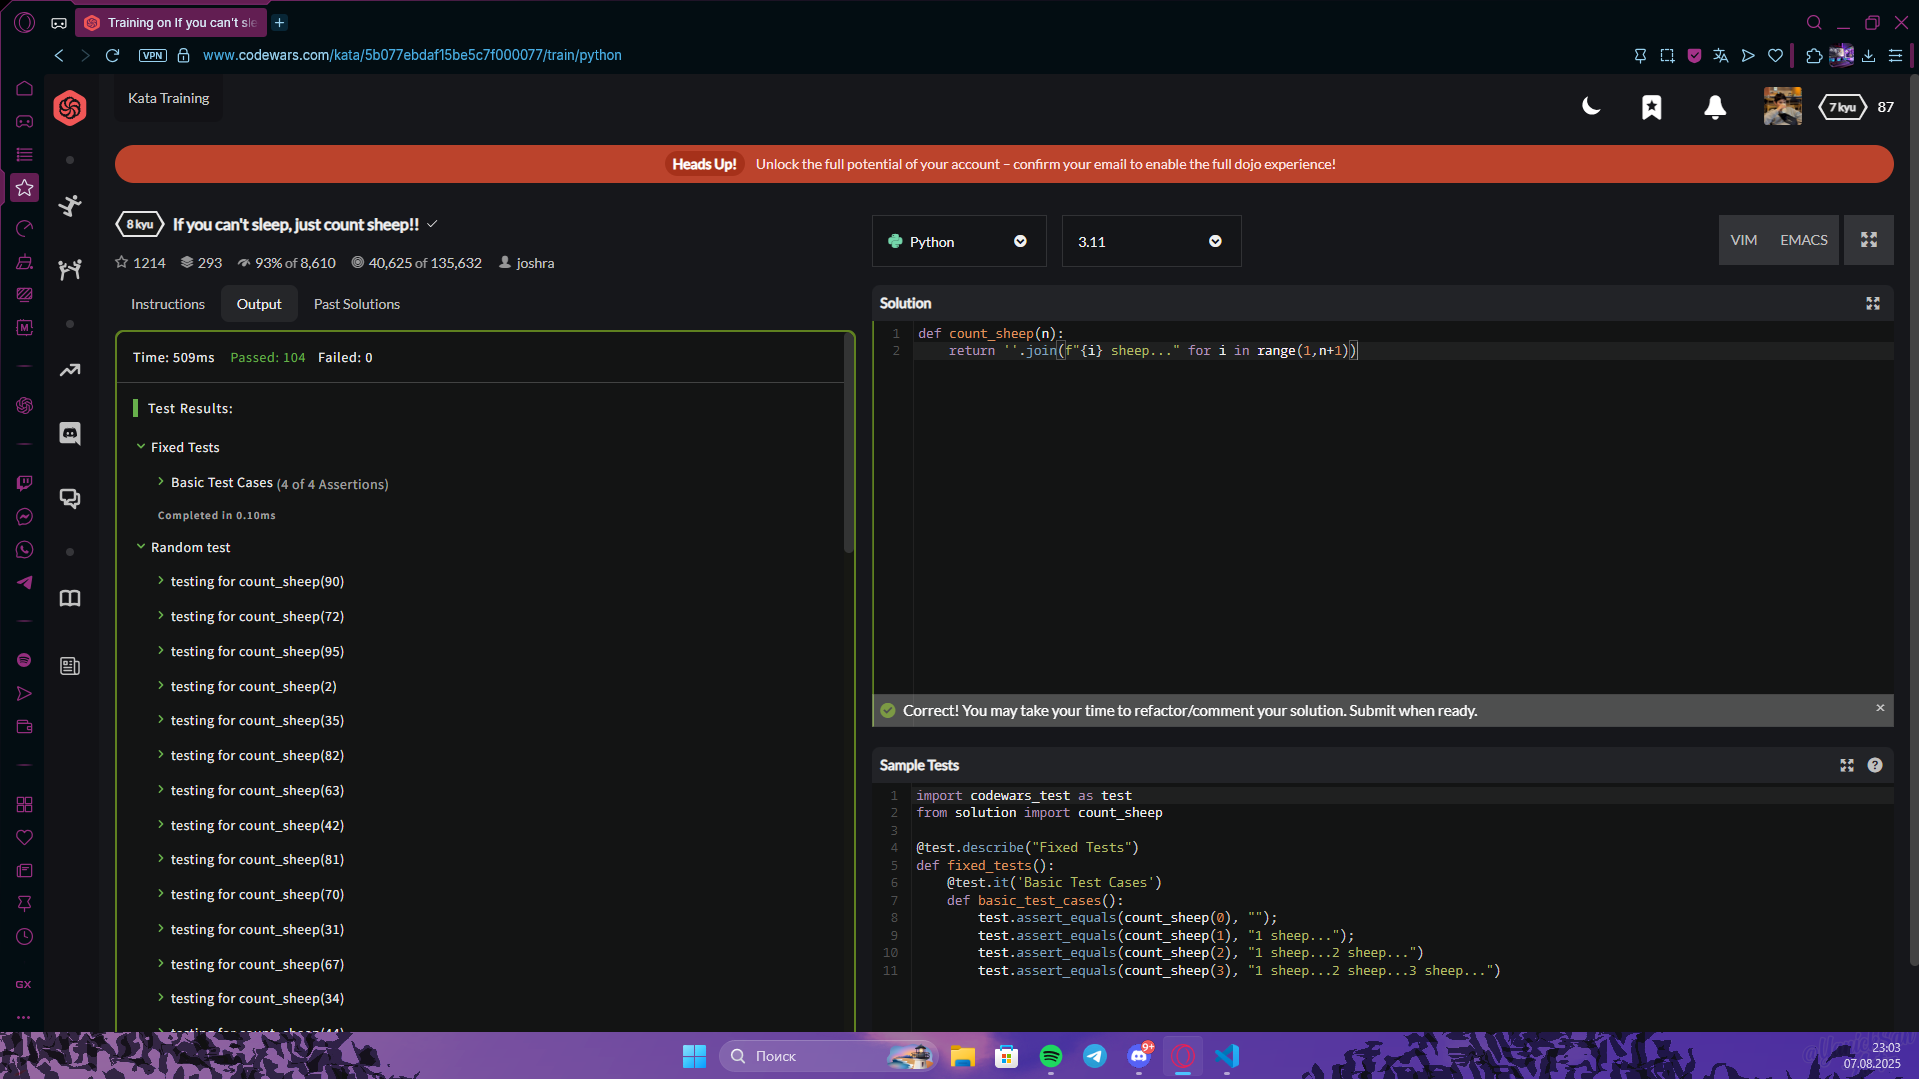 Training on If you can't sle
VPN
www.codewars.com/kata/5b077ebdaf15be5c7f000077/train/python
Kata Training
7 kyu
87
Heads Up! Unlock the full potential of your account – confirm your email to enable the full dojo experience!
8 kyu If you can't sleep, just count sheep!!
1214 293 93% of 8,610 40,625 of 135,632 joshra
Python
3.11
VIM EMACS
Instructions Output Past Solutions
Time: 509ms Passed: 104 Failed: 0
Test Results:
Fixed Tests
Basic Test Cases (4 of 4 Assertions)
Completed in 0.10ms
Random test
testing for count_sheep(90)
testing for count_sheep(72)
testing for count_sheep(95)
testing for count_sheep(2)
testing for count_sheep(35)
testing for count_sheep(82)
testing for count_sheep(63)
testing for count_sheep(42)
testing for count_sheep(81)
testing for count_sheep(70)
testing for count_sheep(31)
testing for count_sheep(67)
testing for count_sheep(34)
Solution
1 def count_sheep(n):
2 return ''.join(f"{i} sheep..." for i in range(1,n+1))
Correct! You may take your time to refactor/comment your solution. Submit when ready.
Sample Tests
1 import codewars_test as test
2 from solution import count_sheep
3
4 @test.describe("Fixed Tests")
5 def fixed_tests():
6 @test.it('Basic Test Cases')
7 def basic_test_cases():
8 test.assert_equals(count_sheep(0), "");
9 test.assert_equals(count_sheep(1), "1 sheep...");
10 test.assert_equals(count_sheep(2), "1 sheep...2 sheep...")
11 test.assert_equals(count_sheep(3), "1 sheep...2 sheep...3 sheep...")
GX
Поиск
9+
23:03
07.08.2025